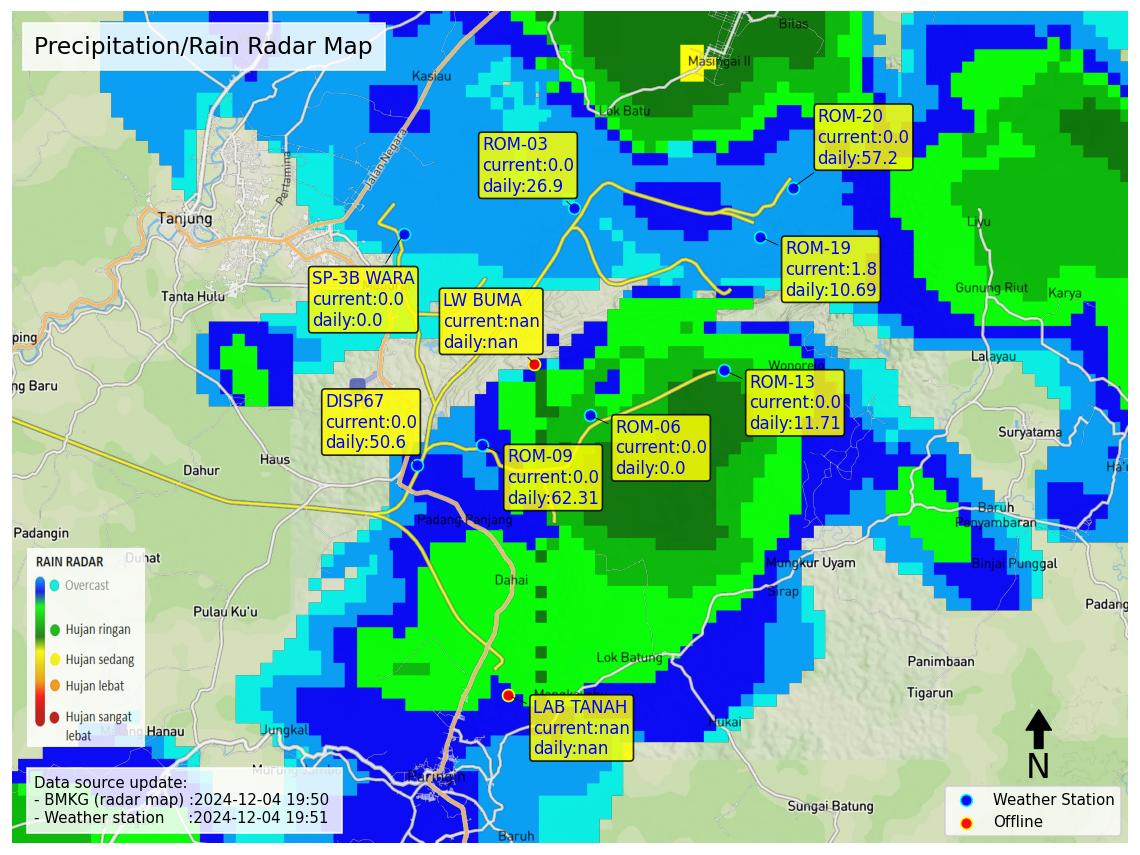 Precipitation/Rain Radar Map
Bitas
Masingai II
Kasiau
Lok Batu
ROM-20
current:0.0
daily:57.2
ROM-03
current:0.0
daily:26.9
Jalan Negara
Pertamina
Tanjung
Liyu
ROM-19
current:1.8
daily:10.69
SP-3B WARA
current:0.0
daily:0.0
LW BUMA
current:nan
daily:nan
Tanta Hulu
Gunung Riut
Karya
ping
Lalayau
Wonorejo
ng Baru
ROM-13
current:0.0
daily:11.71
DISP67
current:0.0
daily:50.6
ROM-06
current:0.0
daily:0.0
Suryatama
Haus
Dahur
ROM-09
current:0.0
daily:62.31
Padang Panjang
Baruh
Penyambaran
Padangin
Duhat
Mungkur Uyam
Binjai Punggal
Dahai
Sirap
Padang
Pulau Ku'u
RAIN RADAR
Overcast
Hujan ringan
Hujan sedang
Hujan lebat
Hujan sangat
lebat
Lok Batung
Panimbaan
Tigarun
LAB TANAH
current:nan
daily:nan
Hukai
Hanau
Jungkal
Murung Jambu
Paringin
Sungai Batung
Baruh
Data source update:
- BMKG (radar map) :2024-12-04 19:50
- Weather station :2024-12-04 19:51
N
Weather Station
Offline